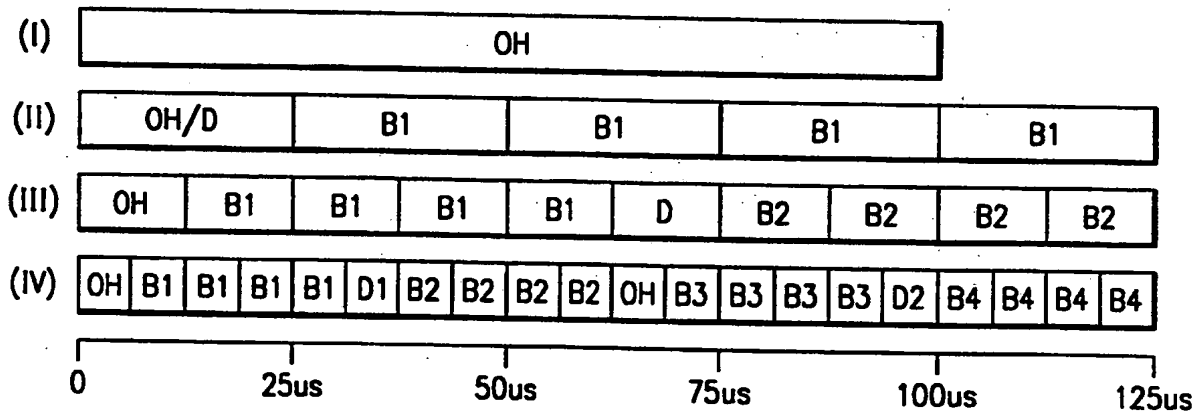 (I) OH
(II) OH/D B1 B1 B1 B1
(III) OH B1 B1 B1 B1 D B2 B2 B2 B2
(IV) OH B1 B1 B1 B1 D1 B2 B2 B2 B2 OH B3 B3 B3 B3 D2 B4 B4 B4 B4
0 25us 50us 75us 100us 125us